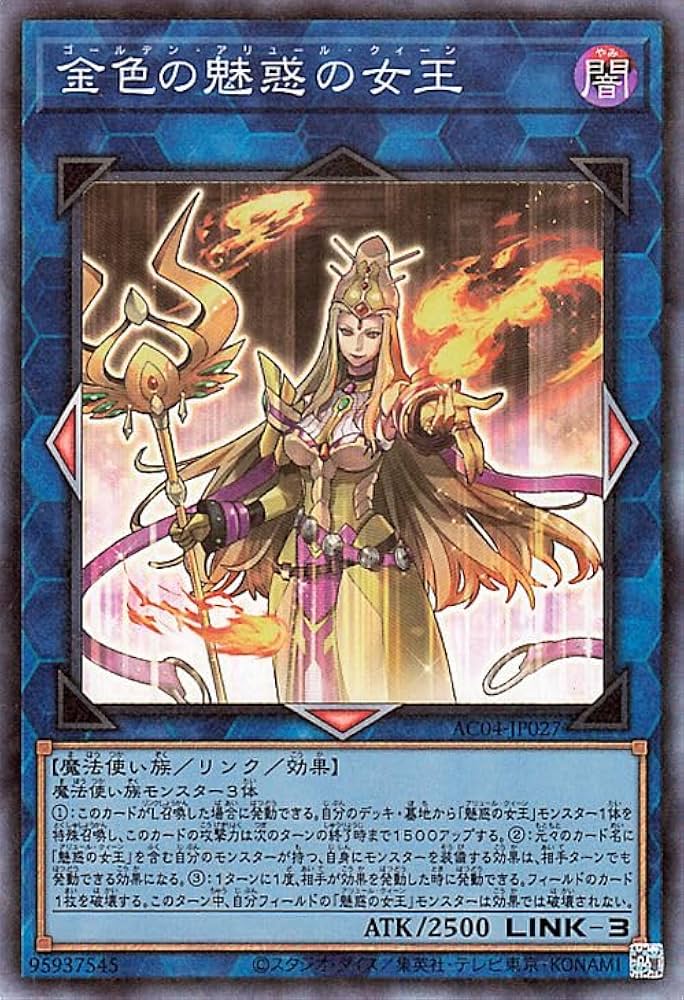 ゴールデン・アリュール・クィーン
金色の魅惑の女王
やみ
闇
AC04-JP027
【魔法使い族／リンク／効果】
魔法使い族モンスター３体
①：このカードがL召喚した場合に発動できる。自分のデッキ・墓地から「魅惑の女王」モンスター１体を
特殊召喚し、このカードの攻撃力は次のターンの終了時まで１５００アップする。②：元々のカード名に
「魅惑の女王」を含む自分のモンスターが持つ、自身にモンスターを装備する効果は、相手ターンでも
発動できる効果になる。③：１ターンに１度、相手が効果を発動した時に発動できる。フィールドのカード
１枚を破壊する。このターン中、自分フィールドの「魅惑の女王」モンスターは効果では破壊されない。
ATK/2500 LINK-3
95937545 ©スタジオ・ダイス／集英社・テレビ東京・KONAMI